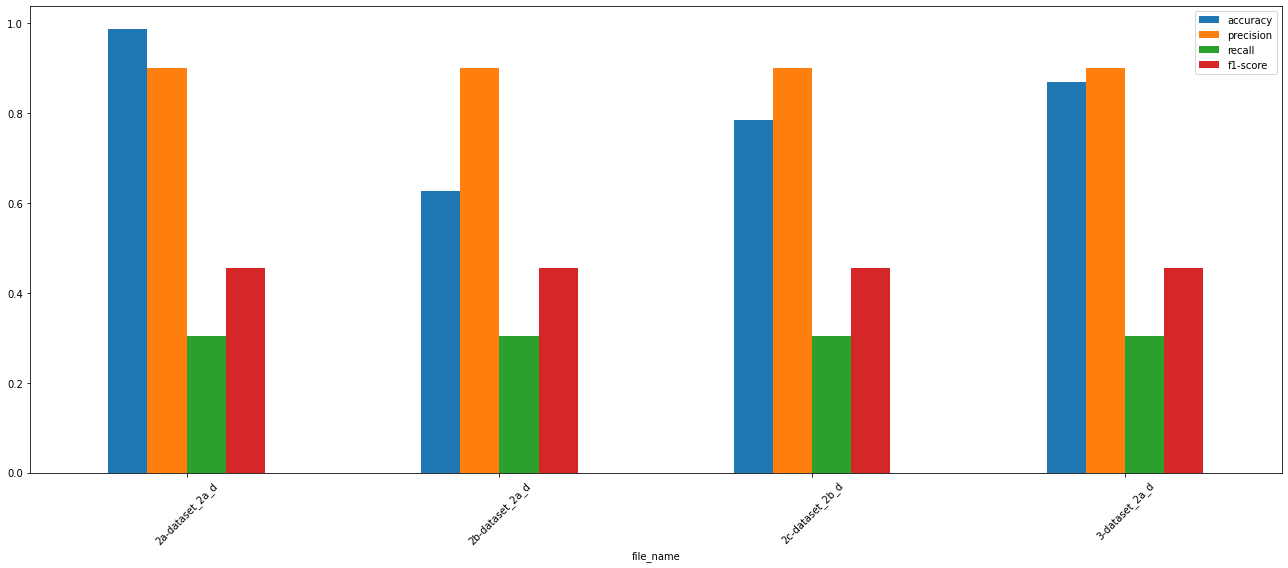 1.0
0.8
0.6
0.4
0.2
0.0
accuracy
precision
recall
f1-score
2a-dataset_2a_d
2b-dataset_2a_d
2c-dataset_2b_d
3-dataset_2a_d
file_name